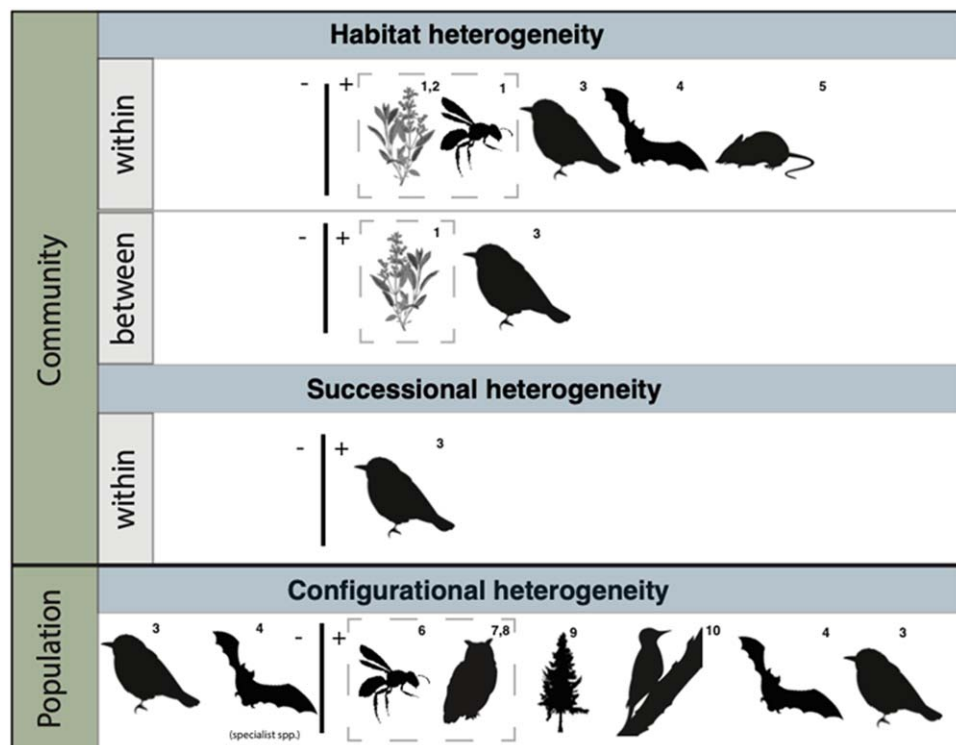 Community
Habitat heterogeneity
within
- + 1,2 1 3 4 5
between
- + 1 3
Successional heterogeneity
within
- + 3
Population
Configurational heterogeneity
3 4 - + 6 7,8 9 10 4 3
(specialist spp.)